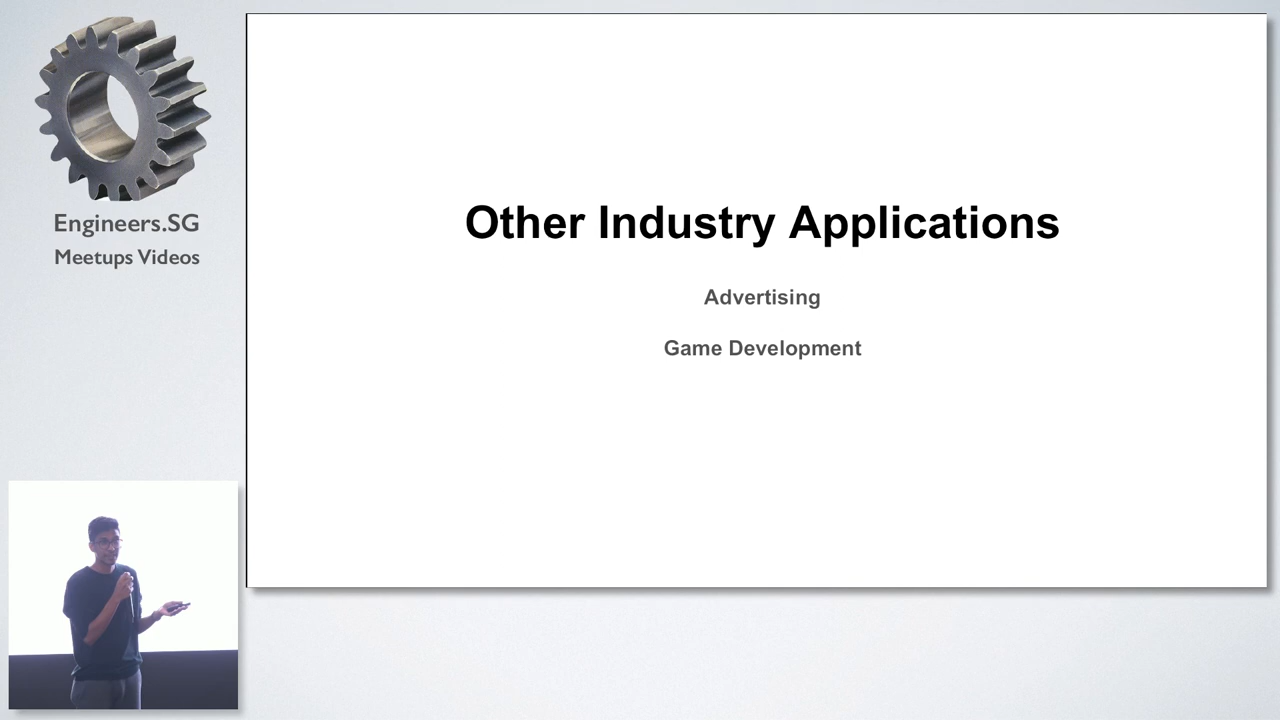 Engineers.SG
Meetups Videos
Other Industry Applications
Advertising
Game Development